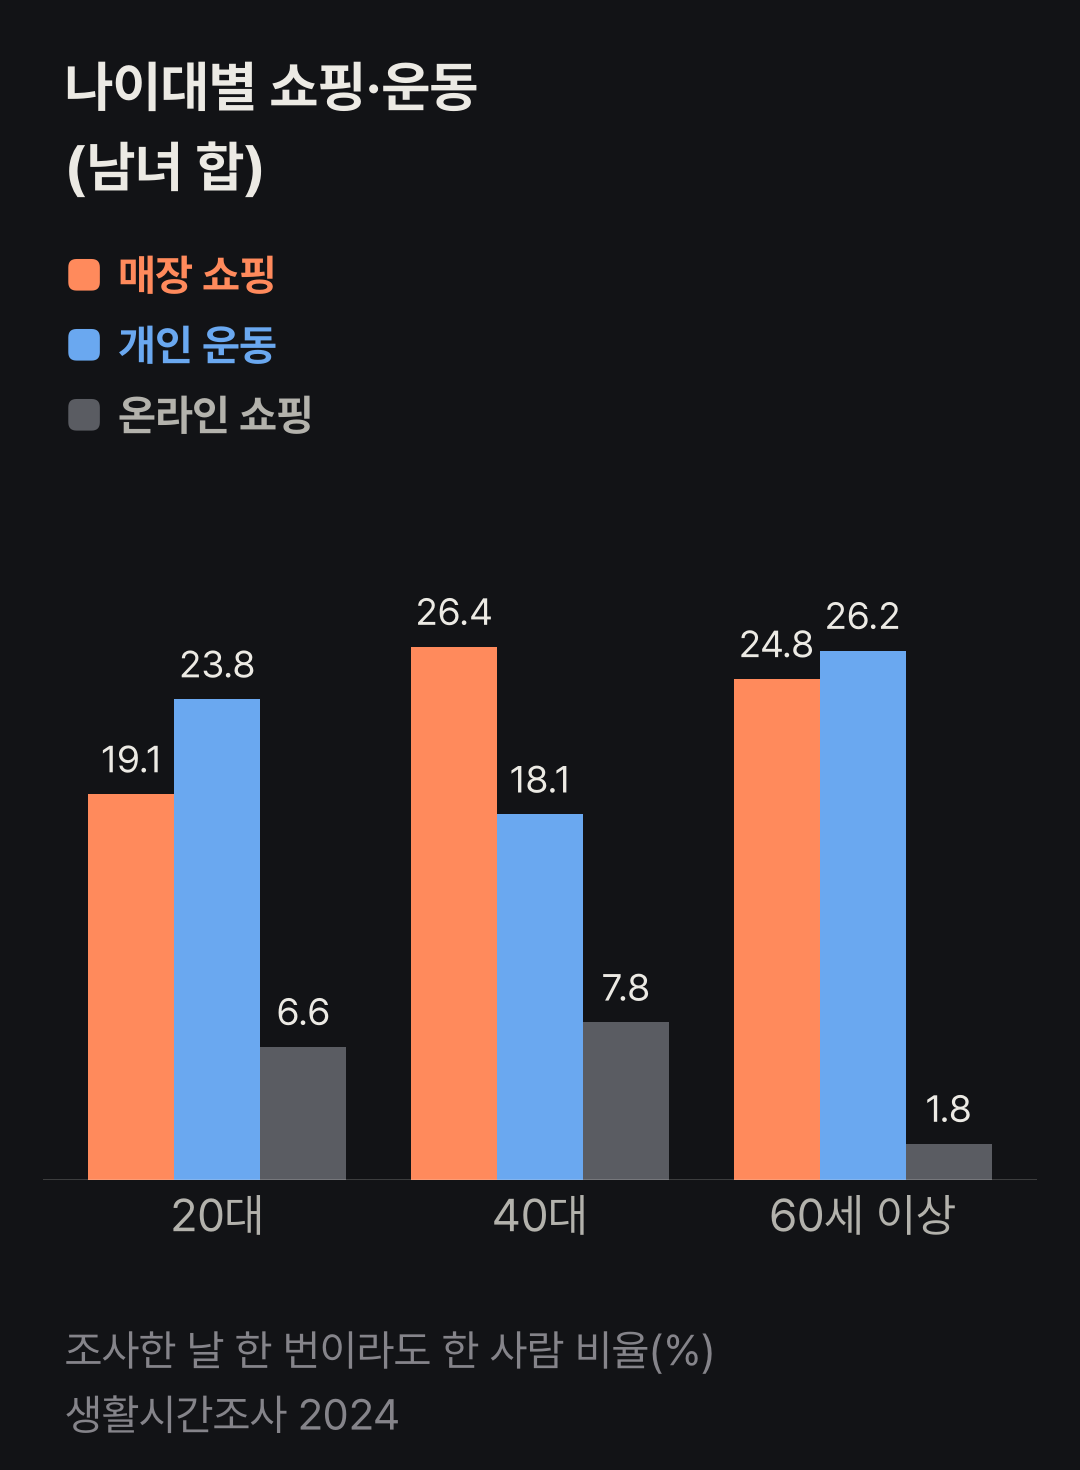 나이대별 쇼핑·운동
(남녀 합)
매장 쇼핑
개인 운동
온라인 쇼핑
19.1
23.8
6.6
26.4
18.1
7.8
24.8
26.2
1.8
20대
40대
60세 이상
조사한 날 한 번이라도 한 사람 비율(%)
생활시간조사 2024